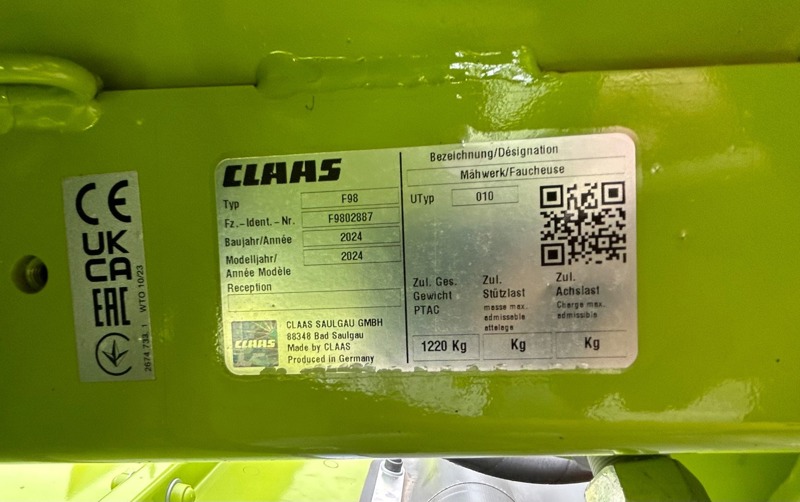 CE
UK
CA
EAC
2674 738 1 WTO 10/23
CLAAS
Typ F98
Fz.-Ident.-Nr. F9802887
Baujahr/Année 2024
Modelljahr/
Année Modèle 2024
Reception
CLAAS
CLAAS SAULGAU GMBH
88348 Bad Saulgau
Made by CLAAS
Produced in Germany
Bezeichnung/Désignation
Mähwerk/Faucheuse
UTyp 010
Zul. Ges.
Gewicht
PTAC
1220 Kg
Zul.
Stützlast
masse max.
admissable
attelage
Kg
Zul.
Achslast
Charge max.
admissible
Kg